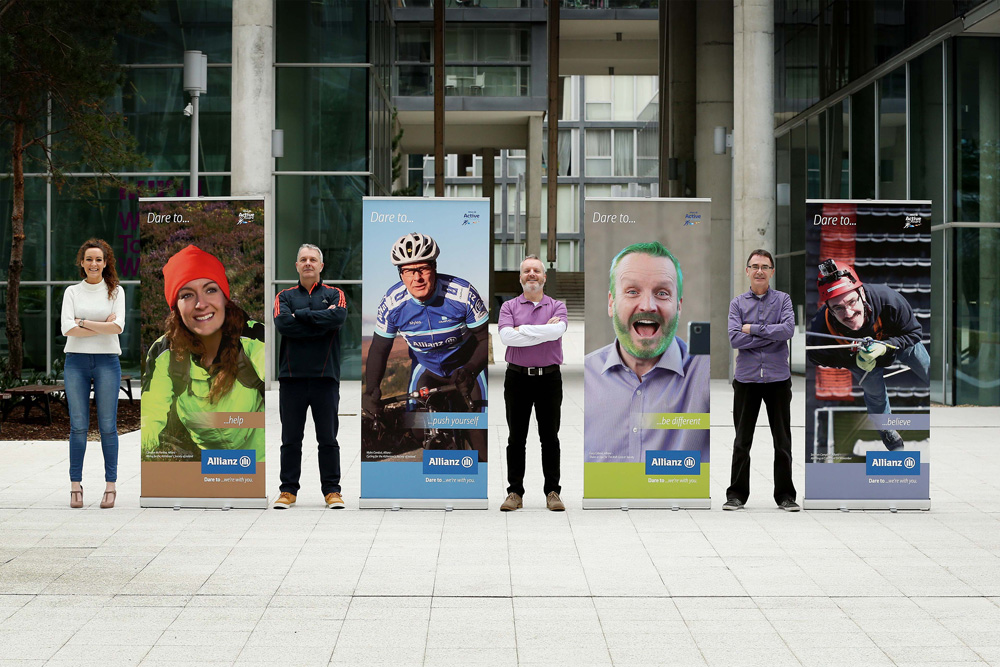 Dare to...
Active
...help
Allianz
Dare to ...we're with you.
Dare to...
Active
Allianz
...push yourself
Allianz
Dare to ...we're with you.
Dare to...
Active
...be different
Allianz
Dare to ...we're with you.
Dare to...
Active
...believe
Allianz
Dare to ...we're with you.